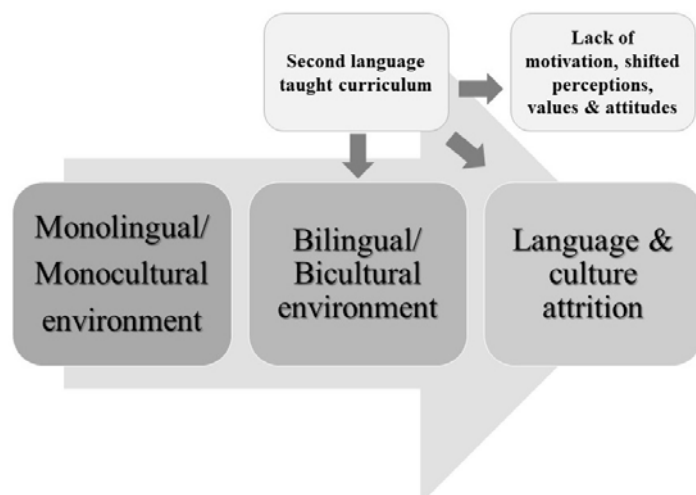 Second language
taught curriculum
Lack of
motivation, shifted
perceptions,
values & attitudes
Monolingual/
Monocultural
environment
Bilingual/
Bicultural
environment
Language &
culture
attrition